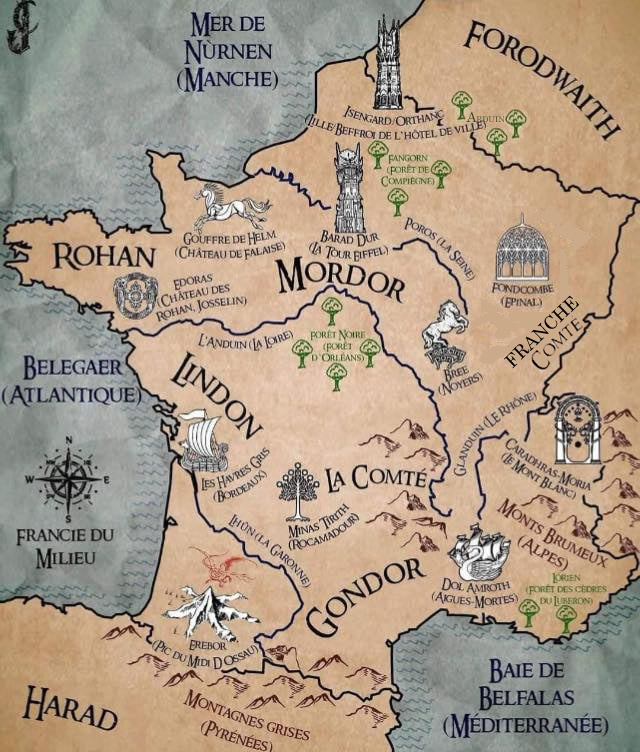 Mer de
Nùrnen
(Manche)
Forodwaith
Isengard/Orthanc
(Lille/Beffroi de l'hôtel de ville)
Arduin
Fangorn
(Forêt de
Compiègne)
Gouffre de Helm
(Château de Falaise)
Barad Dur
(La Tour Eiffel)
Poros (La Seine)
Rohan
Edoras
(Château des
Rohan, Josselin)
Mordor
Fondcombe
(Epinal)
Franche
Comté
L'Anduin (La Loire)
Forêt Noire
(Forêt
d'Orléans)
Bree
(Noyers)
Belegaer
(Atlantique)
Lindon
Glanduin (Le Rhône)
Caradhras-Moria
(Le Mont Blanc)
Les Havres Gris
(Bordeaux)
La Comté
N
W
E
S
Francie du
Milieu
Minas Tirith
(Rocamadour)
Monts Brumeux
(Alpes)
Lhûn (La Garonne)
Dol Amroth
(Aigues-Mortes)
Lorien
(Forêt des cèdres
du Luberon)
Gondor
Erebor
(Pic du Midi d'Ossau)
Baie de
Belfalas
(Méditerranée)
Harad
Montagnes grises
(Pyrénées)